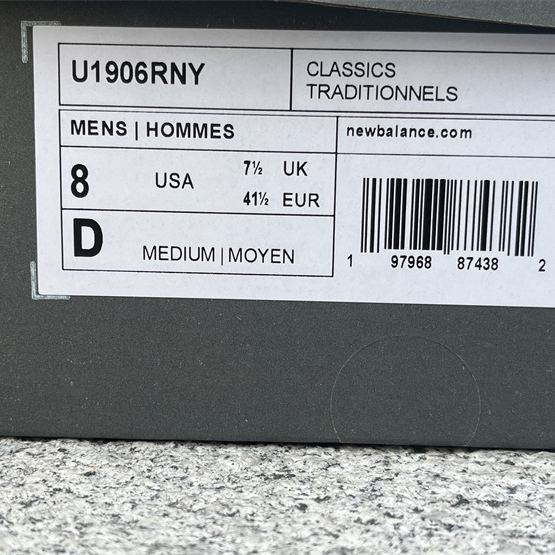 U1906RNY
CLASSICS
TRADITIONNELS
MENS | HOMMES
newbalance.com
8 USA 7½ UK
41½ EUR
D MEDIUM | MOYEN
1 97968 87438 2